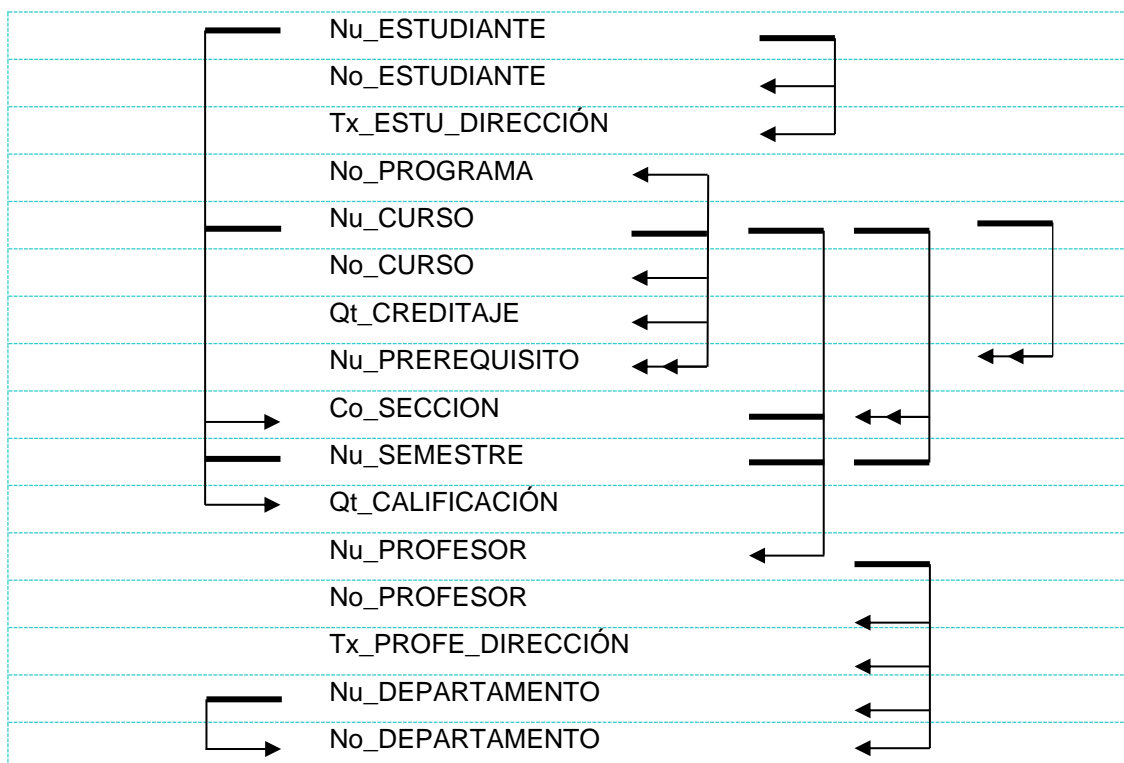 Nu_ESTUDIANTE
No_ESTUDIANTE
Tx_ESTU_DIRECCIÓN
No_PROGRAMA
Nu_CURSO
No_CURSO
Qt_CREDITAJE
Nu_PREREQUISITO
Co_SECCION
Nu_SEMESTRE
Qt_CALIFICACIÓN
Nu_PROFESOR
No_PROFESOR
Tx_PROFE_DIRECCIÓN
Nu_DEPARTAMENTO
No_DEPARTAMENTO